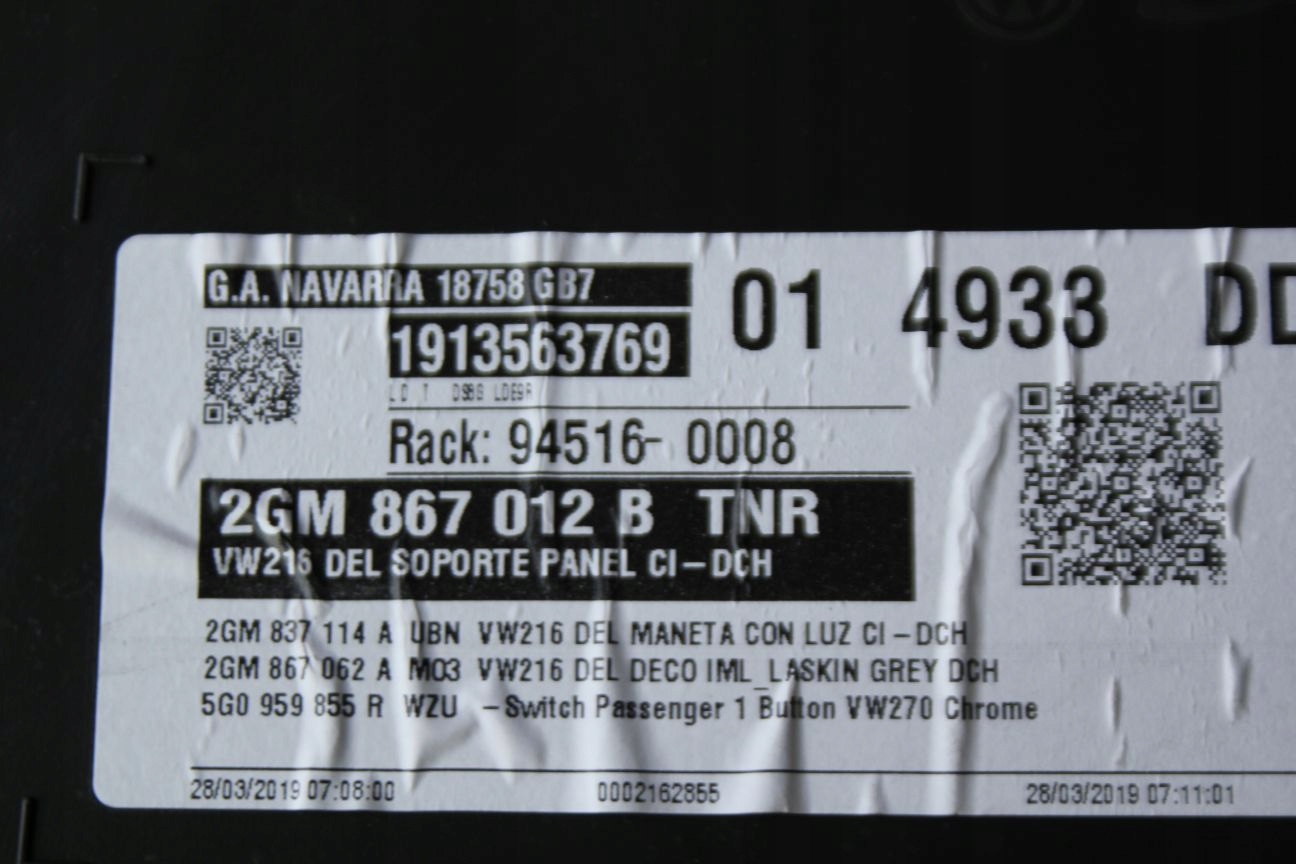 G.A. NAVARRA 18758 GB7
01 4933 DD
1913563769
Rack: 94516- 0008
2GM 867 012 B TNR
VW216 DEL SOPORTE PANEL CI-DCH
2GM 837 114 A UBN VW216 DEL MANETA CON LUZ CI-DCH
2GM 867 062 A M03 VW216 DEL DECO IML_LASKIN GREY DCH
5G0 959 855 R WZU -Switch Passenger 1 Button VW270 Chrome
28/03/2019 07:08:00 0002162855 28/03/2019 07:11:01